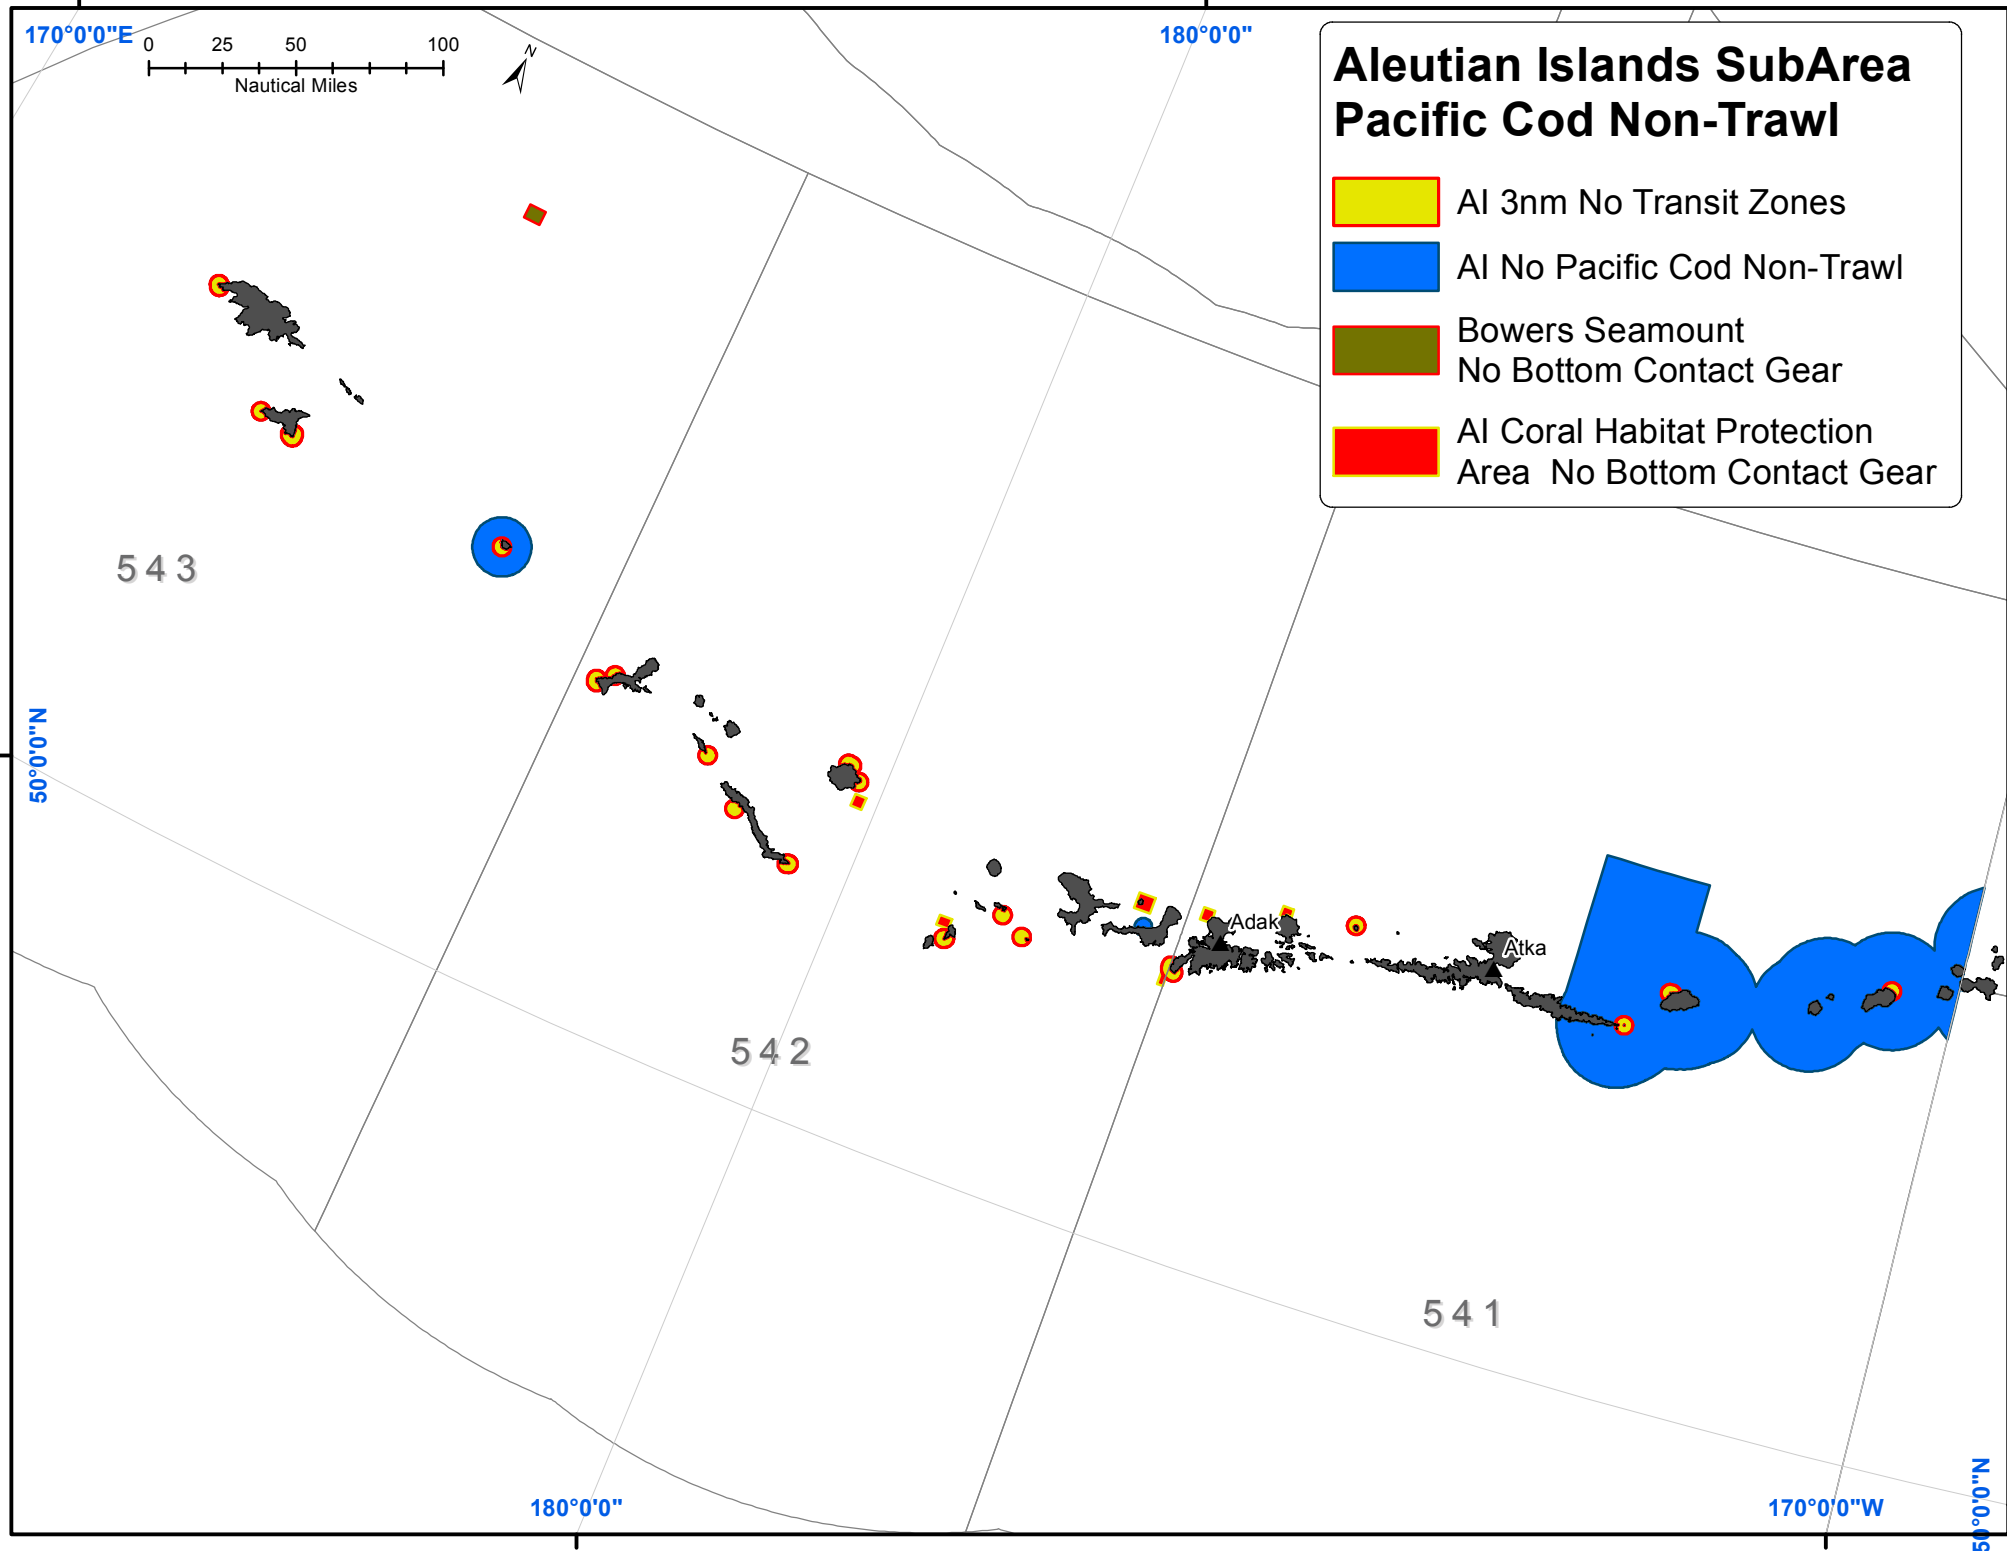 170°0'0"E
0 25 50 100
Nautical Miles
N
180°0'0"
Aleutian Islands SubArea
Pacific Cod Non-Trawl
AI 3nm No Transit Zones
AI No Pacific Cod Non-Trawl
Bowers Seamount
No Bottom Contact Gear
AI Coral Habitat Protection
Area No Bottom Contact Gear
543
50°0'0"N
Adak
Atka
542
541
180°0'0"
170°0'0"W
50°0'0"N